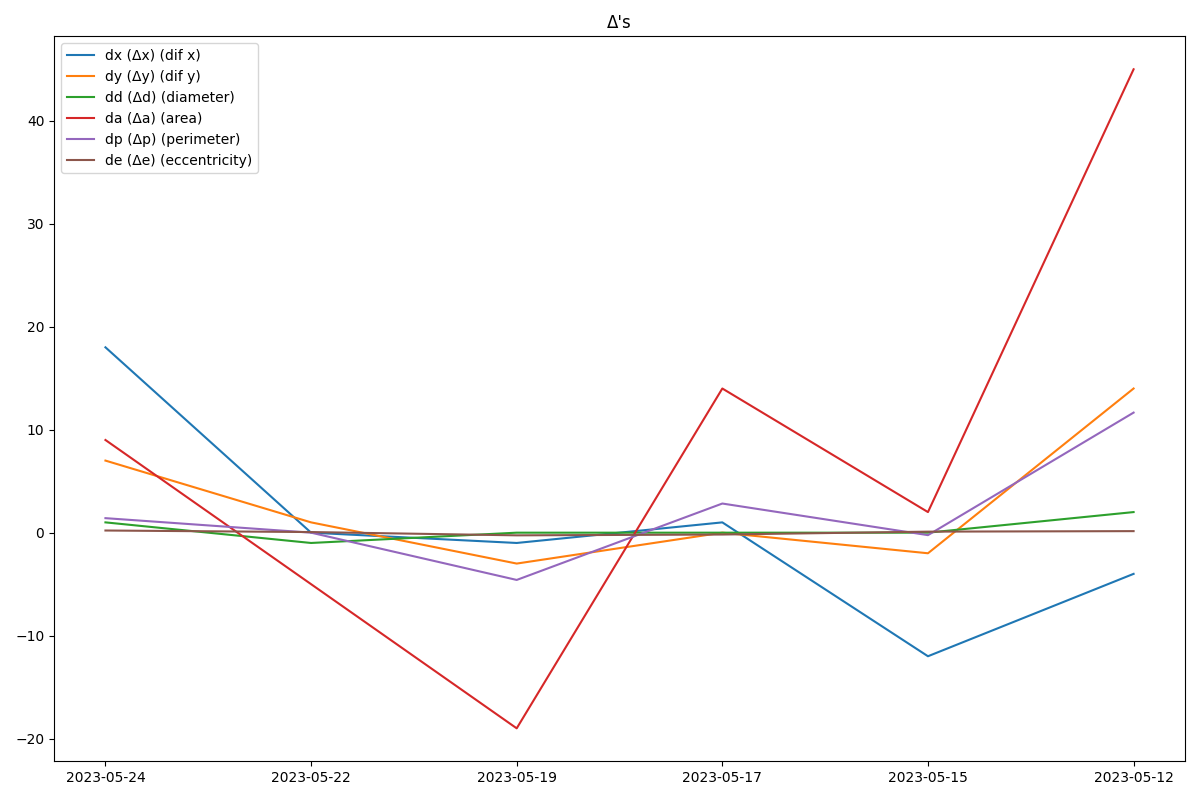 Δ's
dx (Δx) (dif x)
dy (Δy) (dif y)
dd (Δd) (diameter)
da (Δa) (area)
dp (Δp) (perimeter)
de (Δe) (eccentricity)
40
30
20
10
0
−10
−20
2023-05-24 2023-05-22 2023-05-19 2023-05-17 2023-05-15 2023-05-12